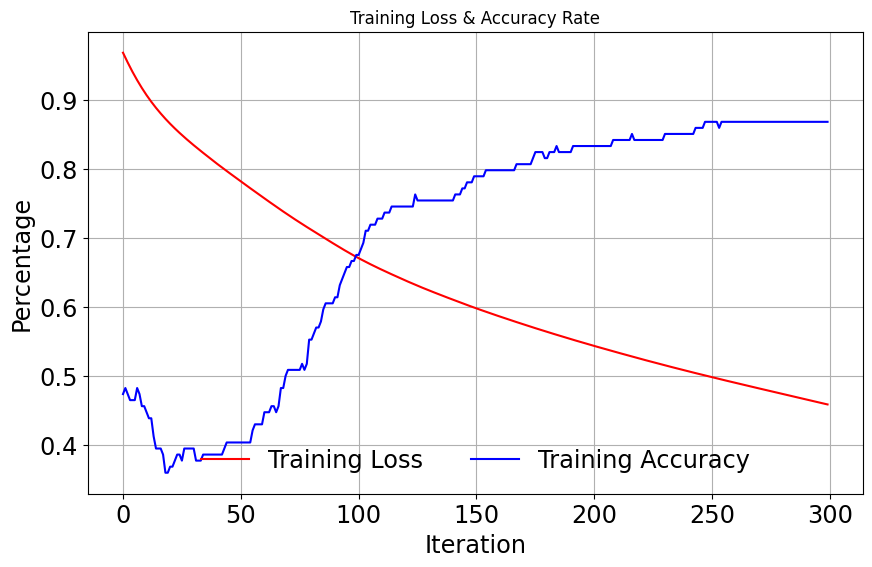 Training Loss & Accuracy Rate
Percentage
0.9
0.8
0.7
0.6
0.5
0.4
Training Loss
Training Accuracy
0 50 100 150 200 250 300
Iteration